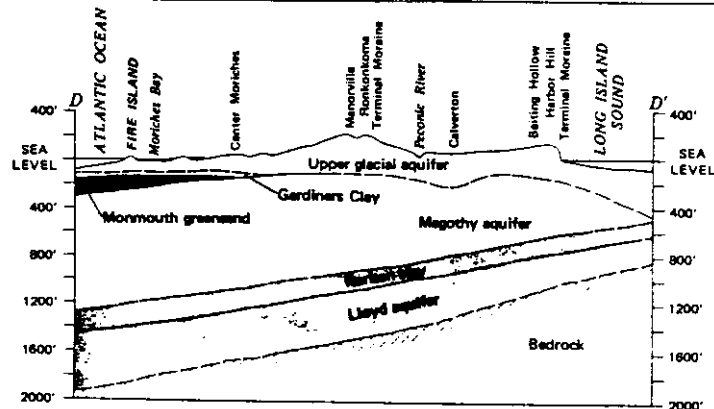 D
ATLANTIC OCEAN
FIRE ISLAND
Moriches Bay
Center Moriches
Manorville
Ronkonkoma
Terminal Moraine
Peconic River
Calverton
Baiting Hollow
Harbor Hill
Terminal Moraine
LONG ISLAND
SOUND
D'
400'
SEA
LEVEL
400'
800'
1200'
1600'
2000'
Upper glacial aquifer
Gardiners Clay
Monmouth greensand
Magothy aquifer
Raritan clay
Lloyd aquifer
Bedrock
400'
SEA
LEVEL
400'
800'
1200'
1600'
2000'